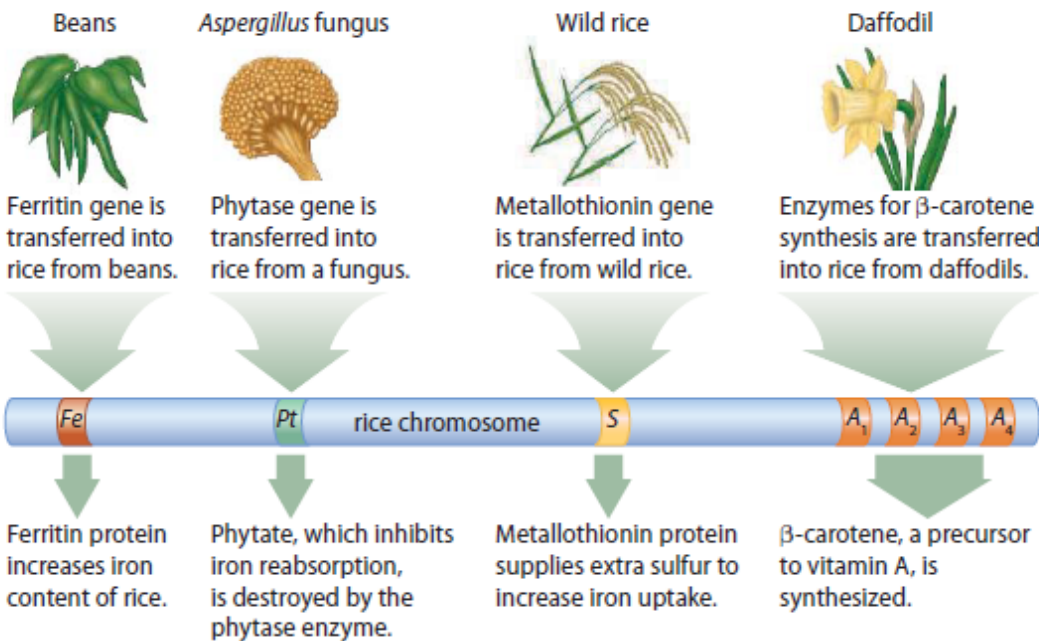 Beans
Aspergillus fungus
Wild rice
Daffodil
Ferritin gene is
transferred into
rice from beans.
Phytase gene is
transferred into
rice from a fungus.
Metallothionin gene
is transferred into
rice from wild rice.
Enzymes for β-carotene
synthesis are transferred
into rice from daffodils.
Fe
Pt
rice chromosome
S
A1
A2
A3
A4
Ferritin protein
increases iron
content of rice.
Phytate, which inhibits
iron reabsorption,
is destroyed by the
phytase enzyme.
Metallothionin protein
supplies extra sulfur to
increase iron uptake.
β-carotene, a precursor
to vitamin A, is
synthesized.